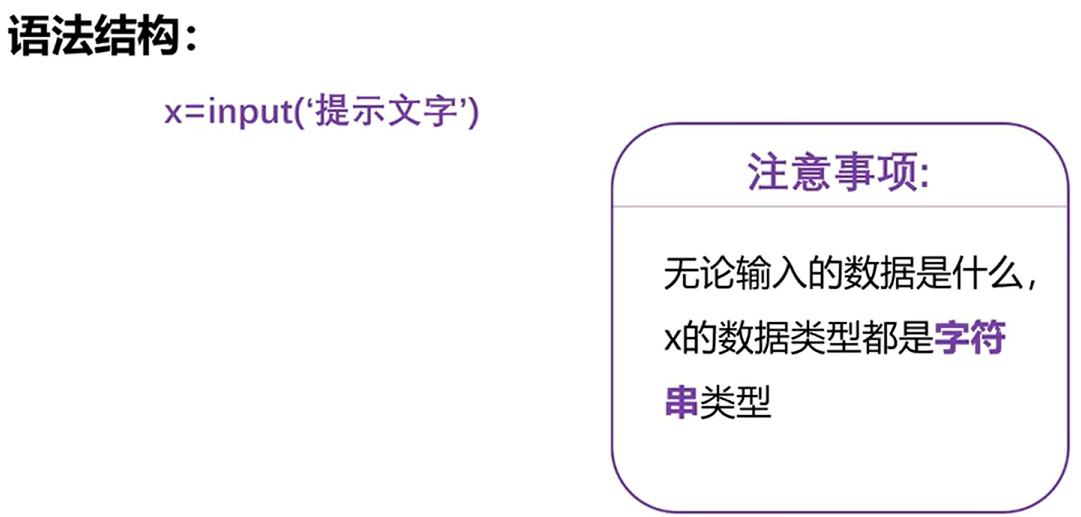 语法结构：
x=input(‘提示文字’)
注意事项:
无论输入的数据是什么，
x的数据类型都是字符
串类型